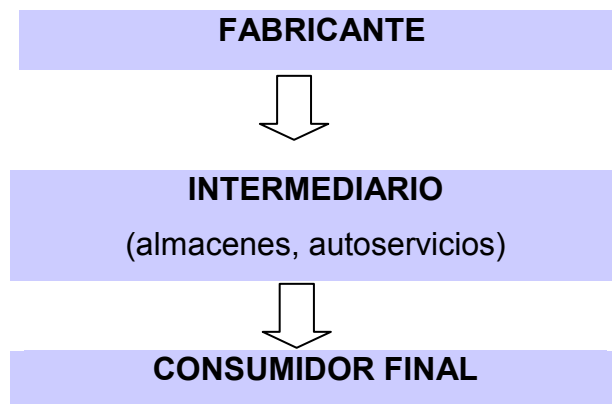 FABRICANTE
INTERMEDIARIO
(almacenes, autoservicios)
CONSUMIDOR FINAL